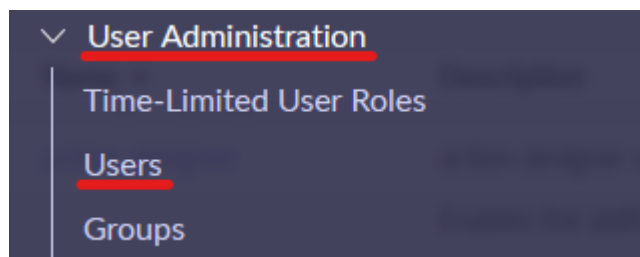 User Administration
Time-Limited User Roles
Users
Groups